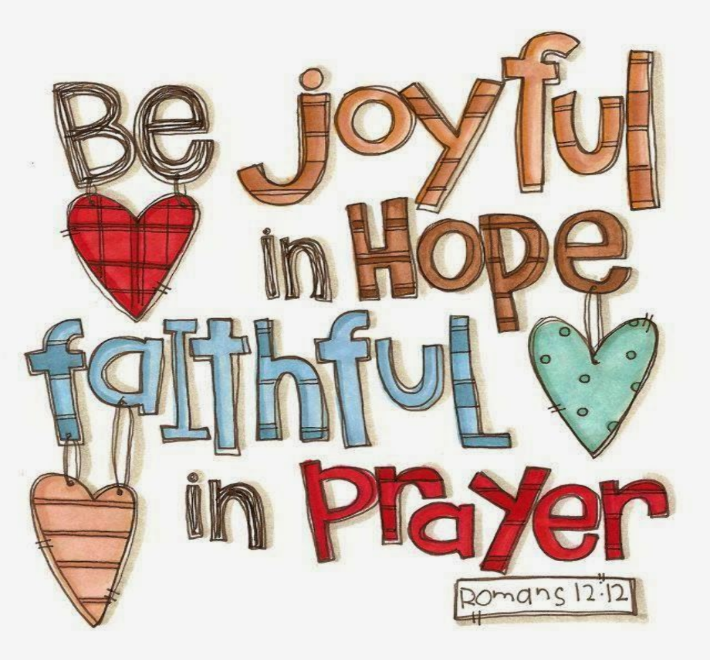 Be joyful
in Hope
faIthfuL
in prayer
Romans 12:12